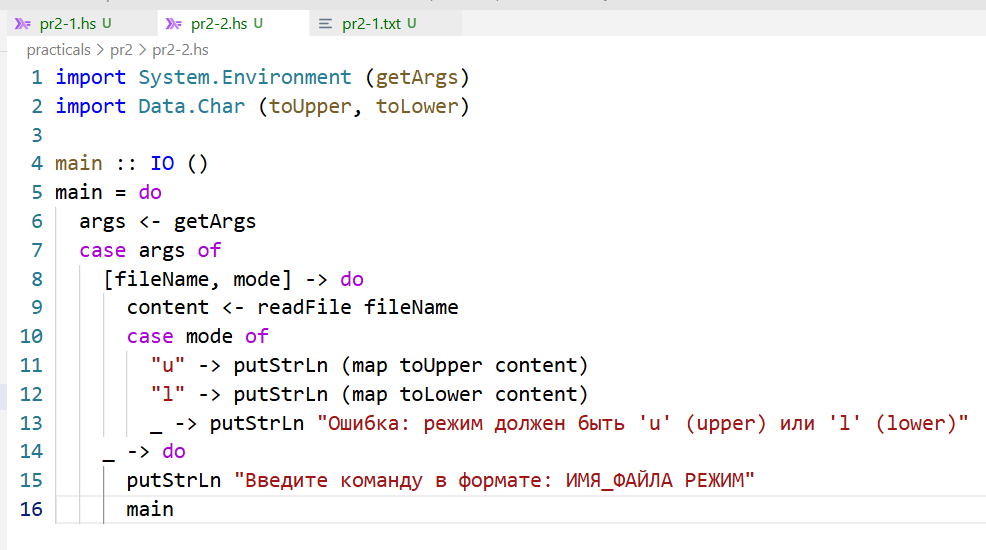 pr2-1.hs U pr2-2.hs U pr2-1.txt U
practicals > pr2 > pr2-2.hs
1 import System.Environment (getArgs)
2 import Data.Char (toUpper, toLower)
3
4 main :: IO ()
5 main = do
6   args <- getArgs
7   case args of
8     [fileName, mode] -> do
9       content <- readFile fileName
10       case mode of
11         "u" -> putStrLn (map toUpper content)
12         "l" -> putStrLn (map toLower content)
13         _ -> putStrLn "Ошибка: режим должен быть 'u' (upper) или 'l' (lower)"
14     _ -> do
15       putStrLn "Введите команду в формате: ИМЯ_ФАЙЛА РЕЖИМ"
16       main